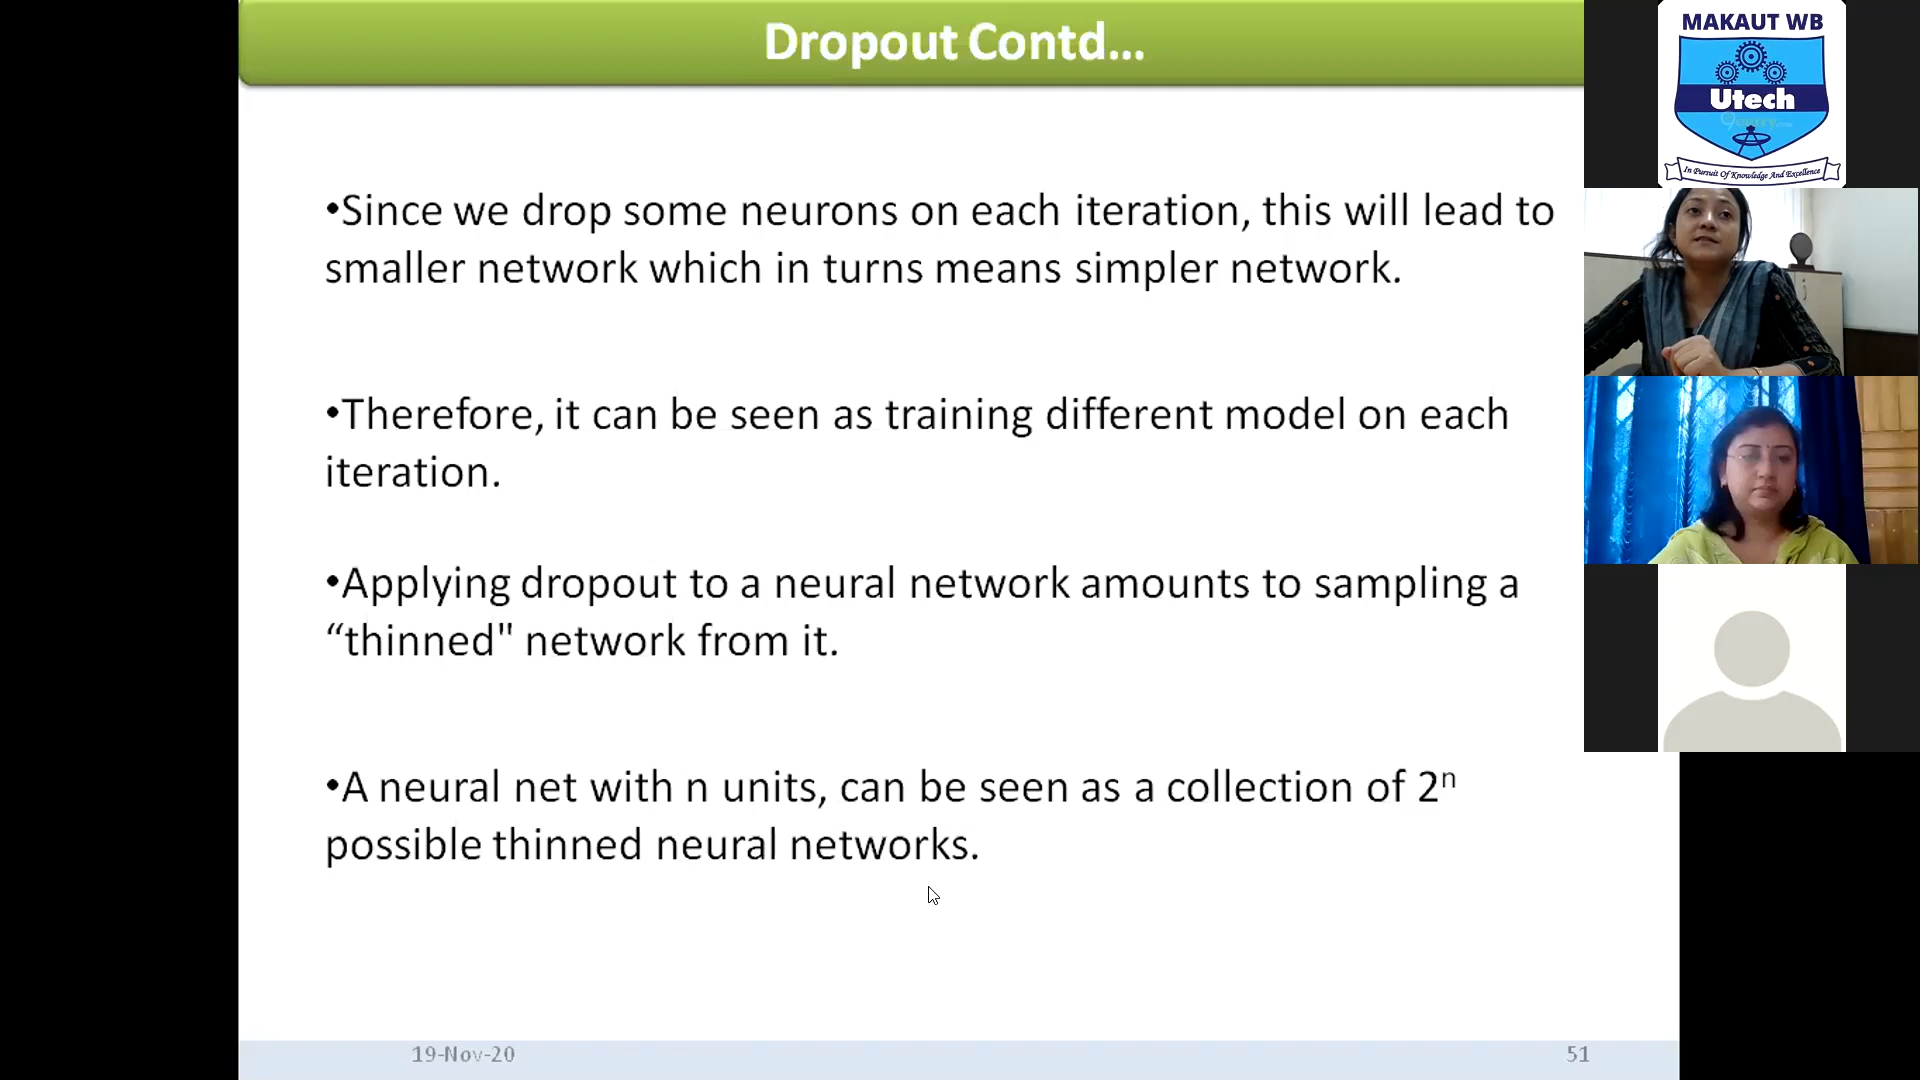 Dropout Contd...
•Since we drop some neurons on each iteration, this will lead to
smaller network which in turns means simpler network.
•Therefore, it can be seen as training different model on each
iteration.
•Applying dropout to a neural network amounts to sampling a
“thinned" network from it.
•A neural net with n units, can be seen as a collection of 2ⁿ
possible thinned neural networks.
19-Nov-20
51
MAKAUT WB
Utech
In Pursuit Of Knowledge And Excellence